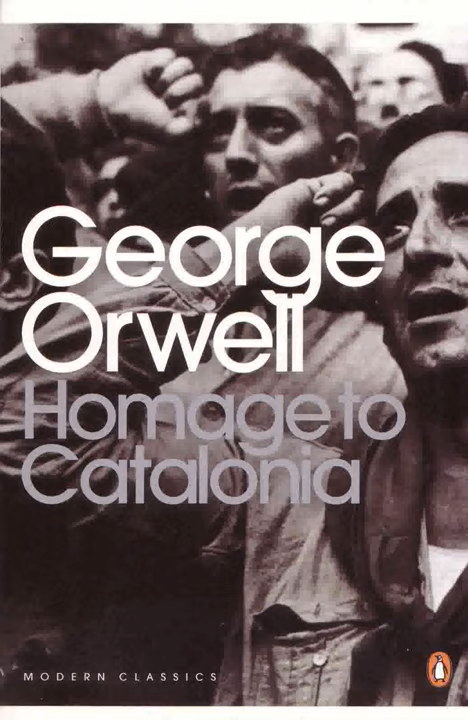 George
Orwell
Homage to
Catalonia
MODERN CLASSICS